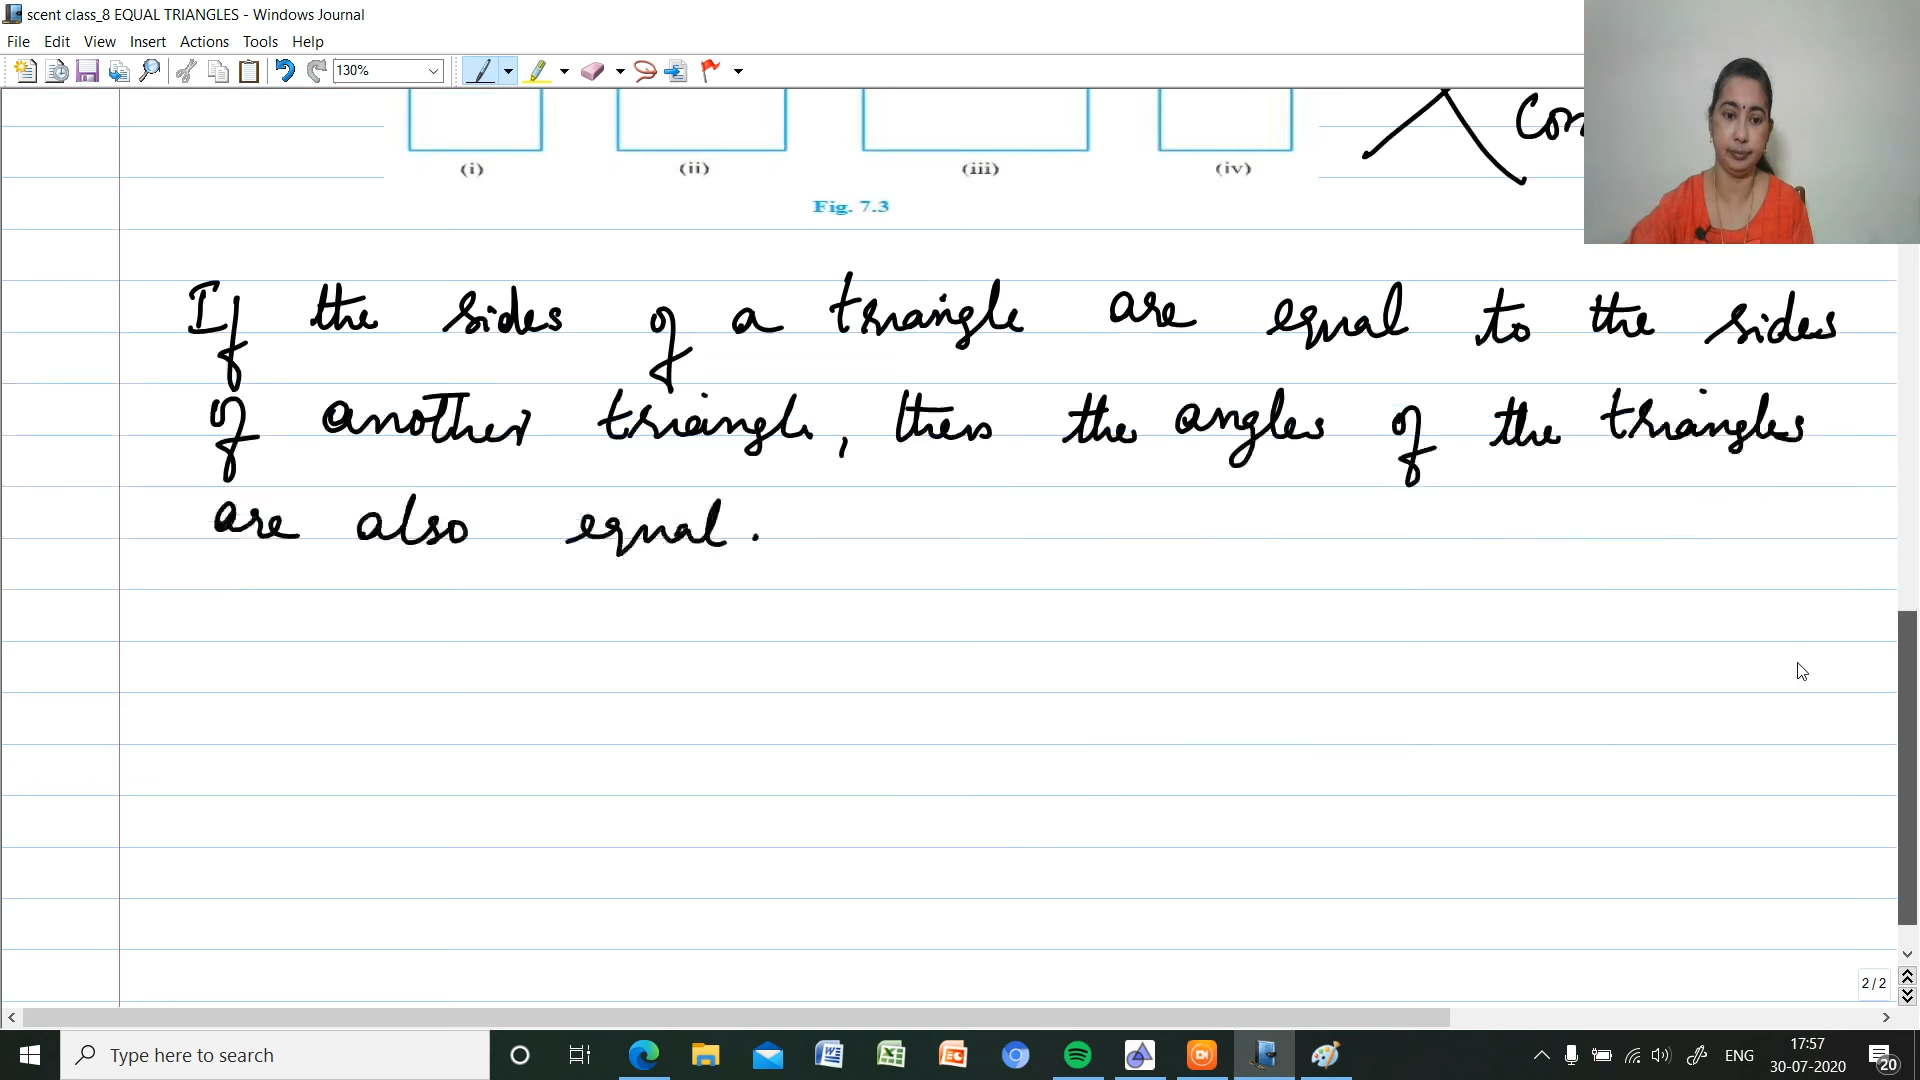 scent class_8 EQUAL TRIANGLES - Windows Journal
File Edit View Insert Actions Tools Help
130%
(i) (ii) (iii) (iv)
Con
Fig. 7.3
If the sides of a triangle are equal to the sides
of another triangle, then the angles of the triangles
are also equal.
2 / 2
Type here to search
ENG
17:57
30-07-2020
20